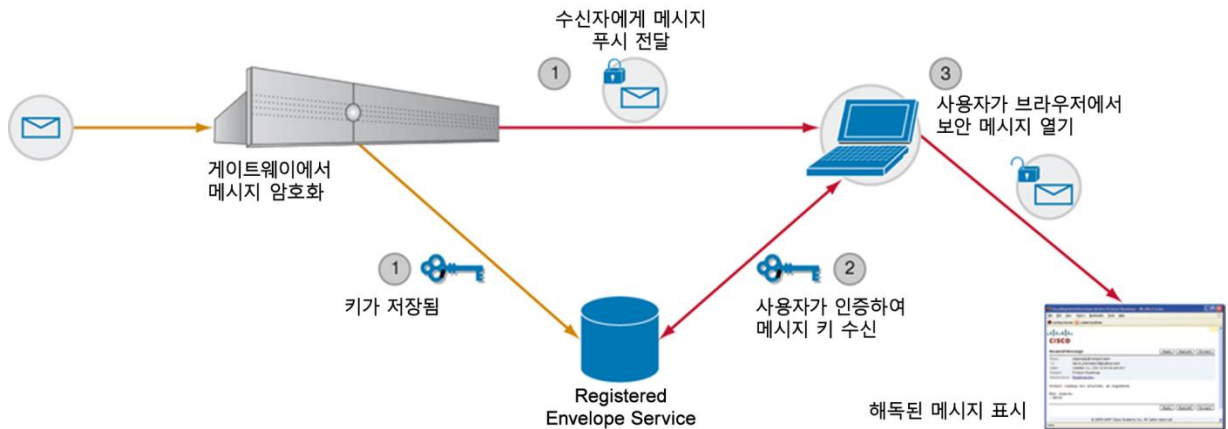 수신자에게 메시지
푸시 전달
1
3
사용자가 브라우저에서
보안 메시지 열기
게이트웨이에서
메시지 암호화
1
키가 저장됨
2
사용자가 인증하여
메시지 키 수신
Registered
Envelope Service
CISCO
해독된 메시지 표시